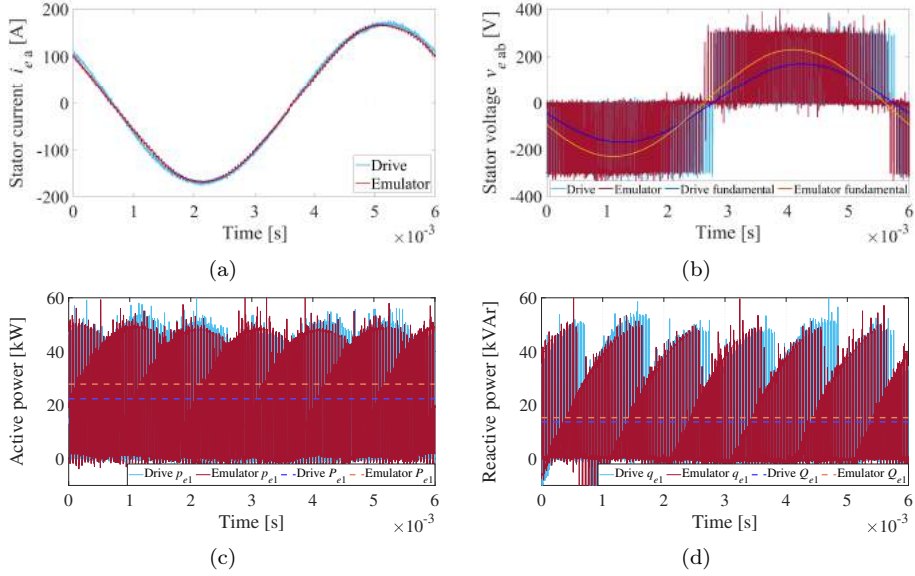 Stator current i_e a [A]
200
100
0
-100
-200
Drive
Emulator
0 1 2 3 4 5 6
Time [s]
×10^-3
(a)
Stator voltage v_e ab [V]
400
200
0
-200
-400
Drive Emulator Drive fundamental Emulator fundamental
0 1 2 3 4 5 6
Time [s]
×10^-3
(b)
Active power [kW]
60
40
20
0
Drive p_e1 Emulator p_e1 Drive P_e1 Emulator P_e1
0 1 2 3 4 5 6
Time [s]
×10^-3
(c)
Reactive power [kVAr]
60
40
20
0
Drive q_e1 Emulator q_e1 Drive Q_e1 Emulator Q_e1
0 1 2 3 4 5 6
Time [s]
×10^-3
(d)